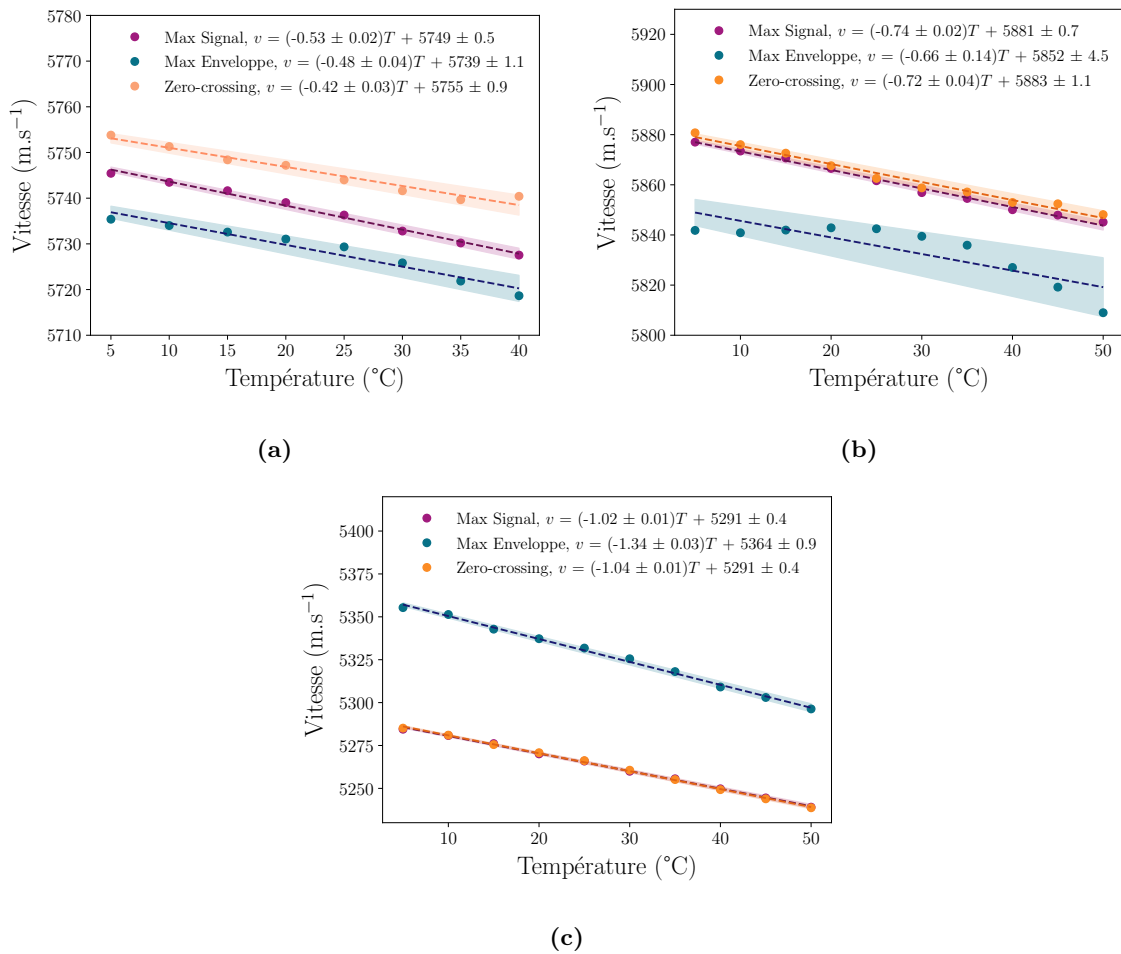 5780
5770
5760
5750
5740
5730
5720
5710
Vitesse (m.s⁻¹)
Max Signal, v = (-0.53 ± 0.02)T + 5749 ± 0.5
Max Enveloppe, v = (-0.48 ± 0.04)T + 5739 ± 1.1
Zero-crossing, v = (-0.42 ± 0.03)T + 5755 ± 0.9
5 10 15 20 25 30 35 40
Température (°C)
(a)
5920
5900
5880
5860
5840
5820
5800
Vitesse (m.s⁻¹)
Max Signal, v = (-0.74 ± 0.02)T + 5881 ± 0.7
Max Enveloppe, v = (-0.66 ± 0.14)T + 5852 ± 4.5
Zero-crossing, v = (-0.72 ± 0.04)T + 5883 ± 1.1
10 20 30 40 50
Température (°C)
(b)
5400
5375
5350
5325
5300
5275
5250
Vitesse (m.s⁻¹)
Max Signal, v = (-1.02 ± 0.01)T + 5291 ± 0.4
Max Enveloppe, v = (-1.34 ± 0.03)T + 5364 ± 0.9
Zero-crossing, v = (-1.04 ± 0.01)T + 5291 ± 0.4
10 20 30 40 50
Température (°C)
(c)